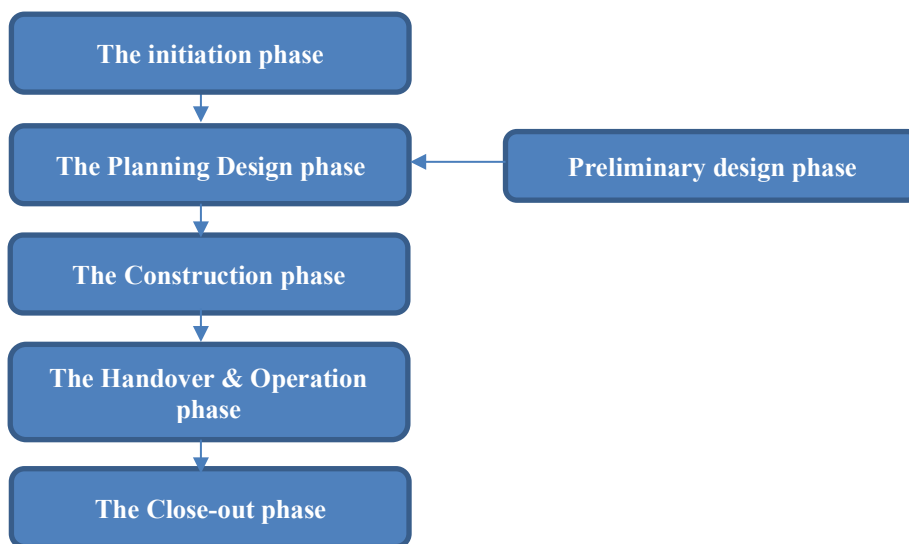 The initiation phase
The Planning Design phase
Preliminary design phase
The Construction phase
The Handover & Operation
phase
The Close-out phase